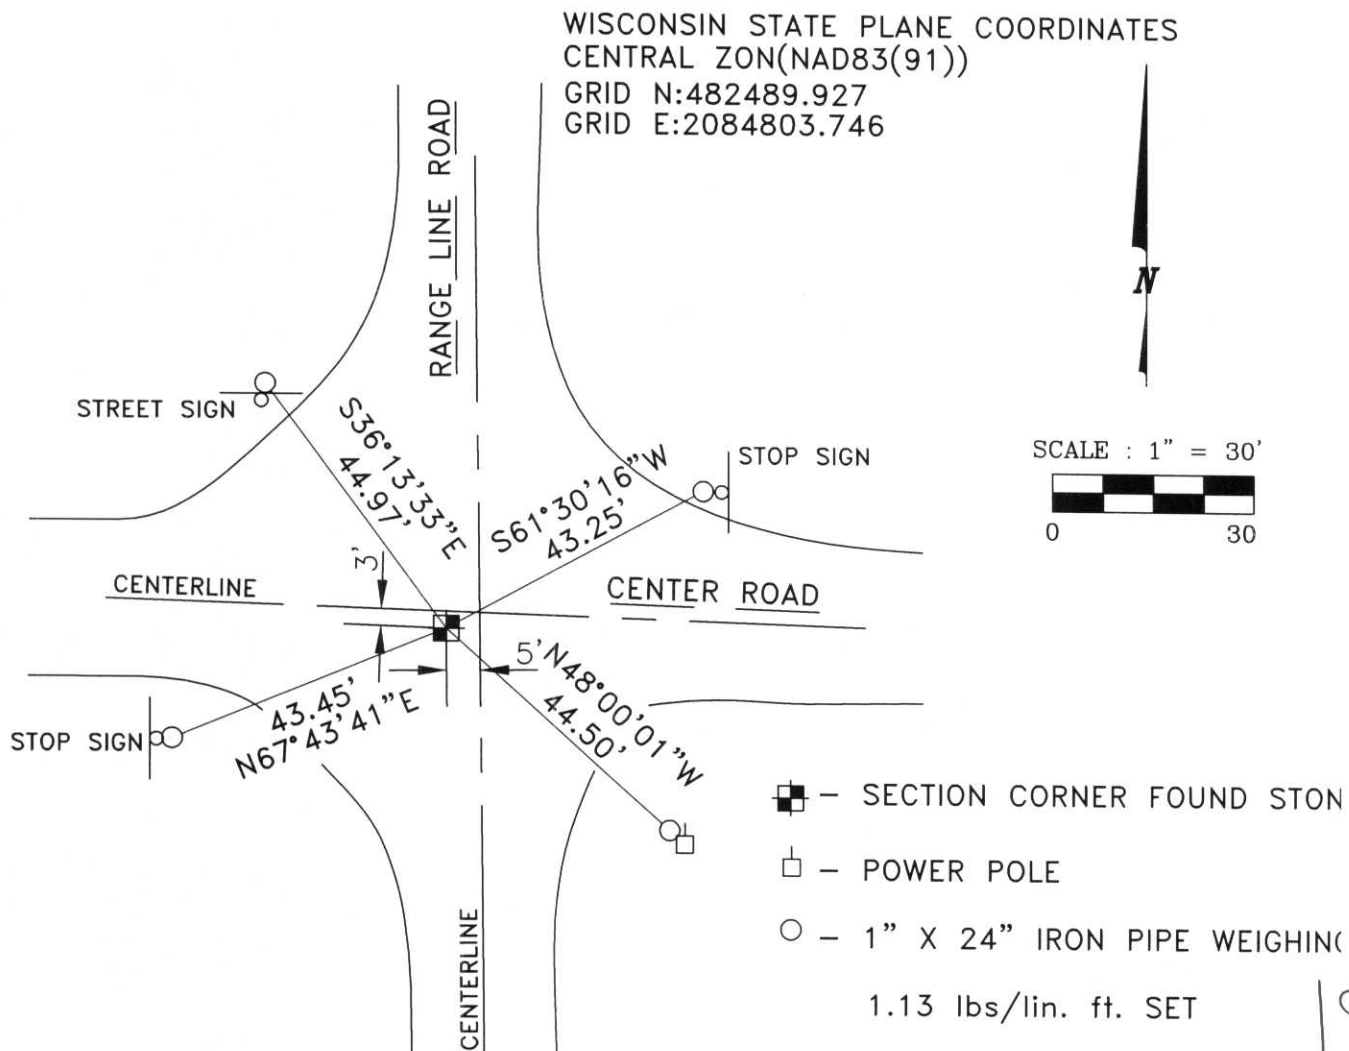 WISCONSIN STATE PLANE COORDINATES
CENTRAL ZON(NAD83(91))
GRID N:482489.927
GRID E:2084803.746
RANGE LINE ROAD
N
STREET SIGN
S36°13'33"E
44.97'
STOP SIGN
S61°30'16"W
43.25'
SCALE : 1" = 30'
0 30
3'
CENTERLINE
CENTER ROAD
5'
N48°00'01"W
44.50'
43.45'
N67°43'41"E
STOP SIGN
– SECTION CORNER FOUND STON
– POWER POLE
– 1" X 24" IRON PIPE WEIGHING
1.13 lbs/lin. ft. SET
CENTERLINE